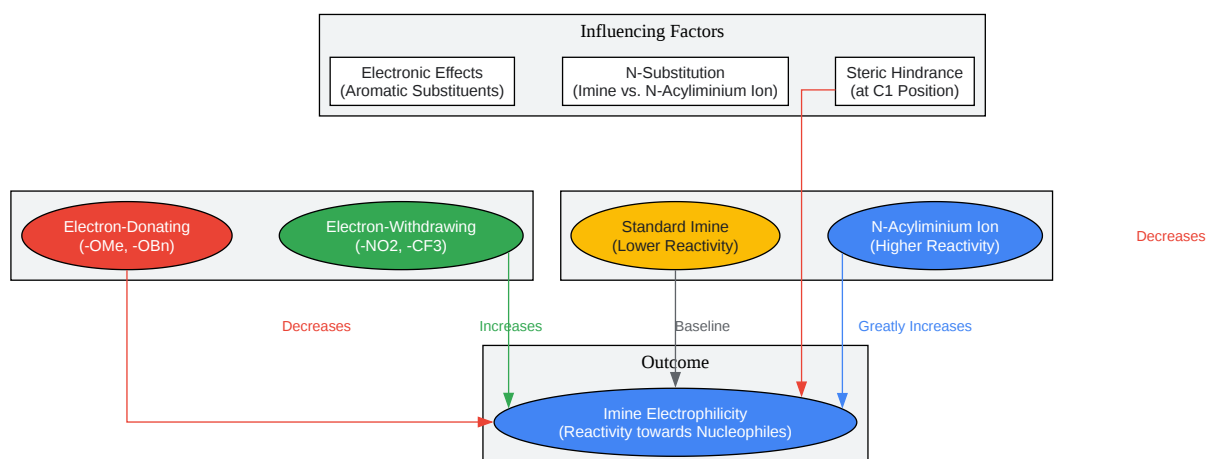 Influencing Factors
Electronic Effects
(Aromatic Substituents)
N-Substitution
(Imine vs. N-Acyliminium Ion)
Steric Hindrance
(at C1 Position)
Electron-Donating
(-OMe, -OBn)
Electron-Withdrawing
(-NO2, -CF3)
Standard Imine
(Lower Reactivity)
N-Acyliminium Ion
(Higher Reactivity)
Decreases
Decreases
Increases
Baseline
Greatly Increases
Outcome
Imine Electrophilicity
(Reactivity towards Nucleophiles)